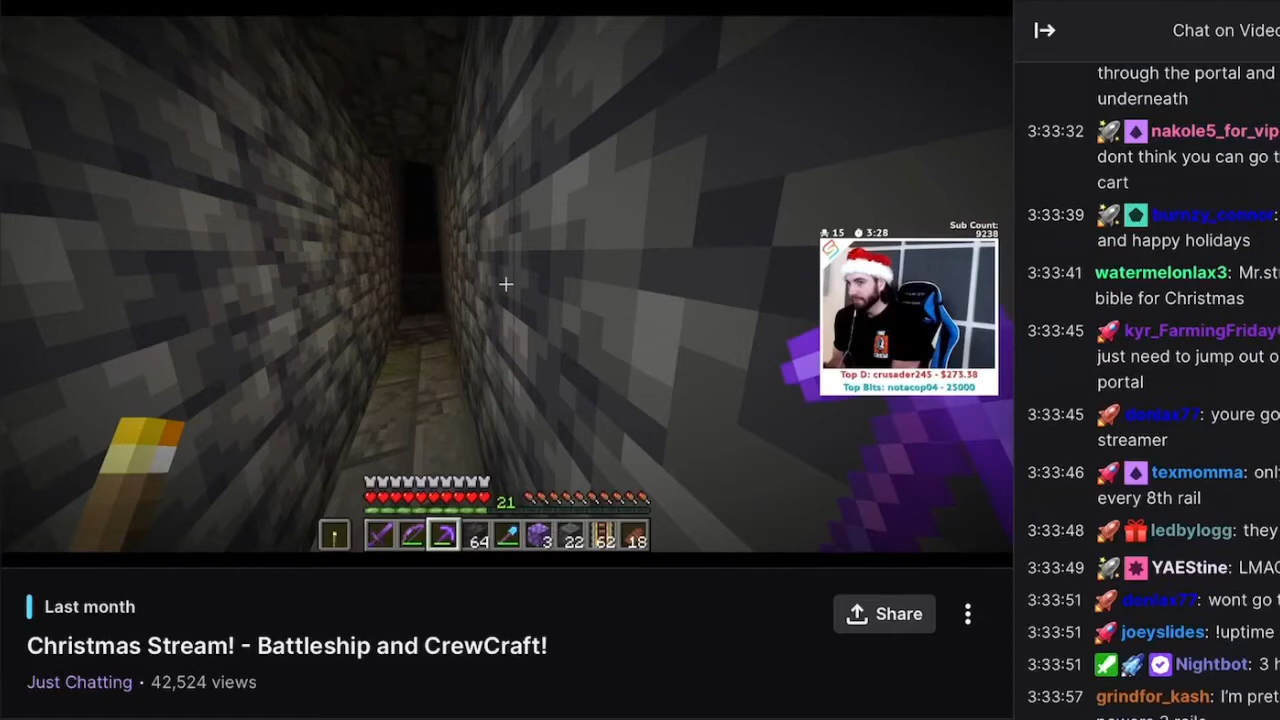 Chat on Video
through the portal and
underneath
3:33:32 nakole5_for_vip
dont think you can go t
cart
3:33:39 burnzy_connor:
and happy holidays
3:33:41 watermelonlax3: Mr.st
bible for Christmas
3:33:45 kyr_FarmingFriday
just need to jump out o
portal
3:33:45 donlax77: youre go
streamer
3:33:46 texmomma: onl
every 8th rail
3:33:48 ledbylogg: they
3:33:49 YAEStine: LMAO
3:33:51 donlax77: wont go t
3:33:51 joeyslides: !uptime
3:33:51 Nightbot: 3 h
3:33:57 grindfor_kash: I'm pret
15 3:28 Sub Count:
9238
Top D: crusader245 - $273.38
Top Bits: notacop04 - 25000
21
64 3 22 62 18
Last month
Share
Christmas Stream! - Battleship and CrewCraft!
Just Chatting • 42,524 views